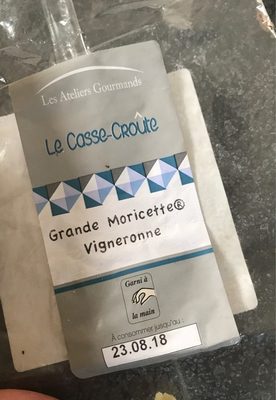 Les Ateliers Gourmands
Le Casse-Croûte
Grande Moricette®
Vigneronne
Garni à
la main
À consommer jusqu'au :
23.08.18